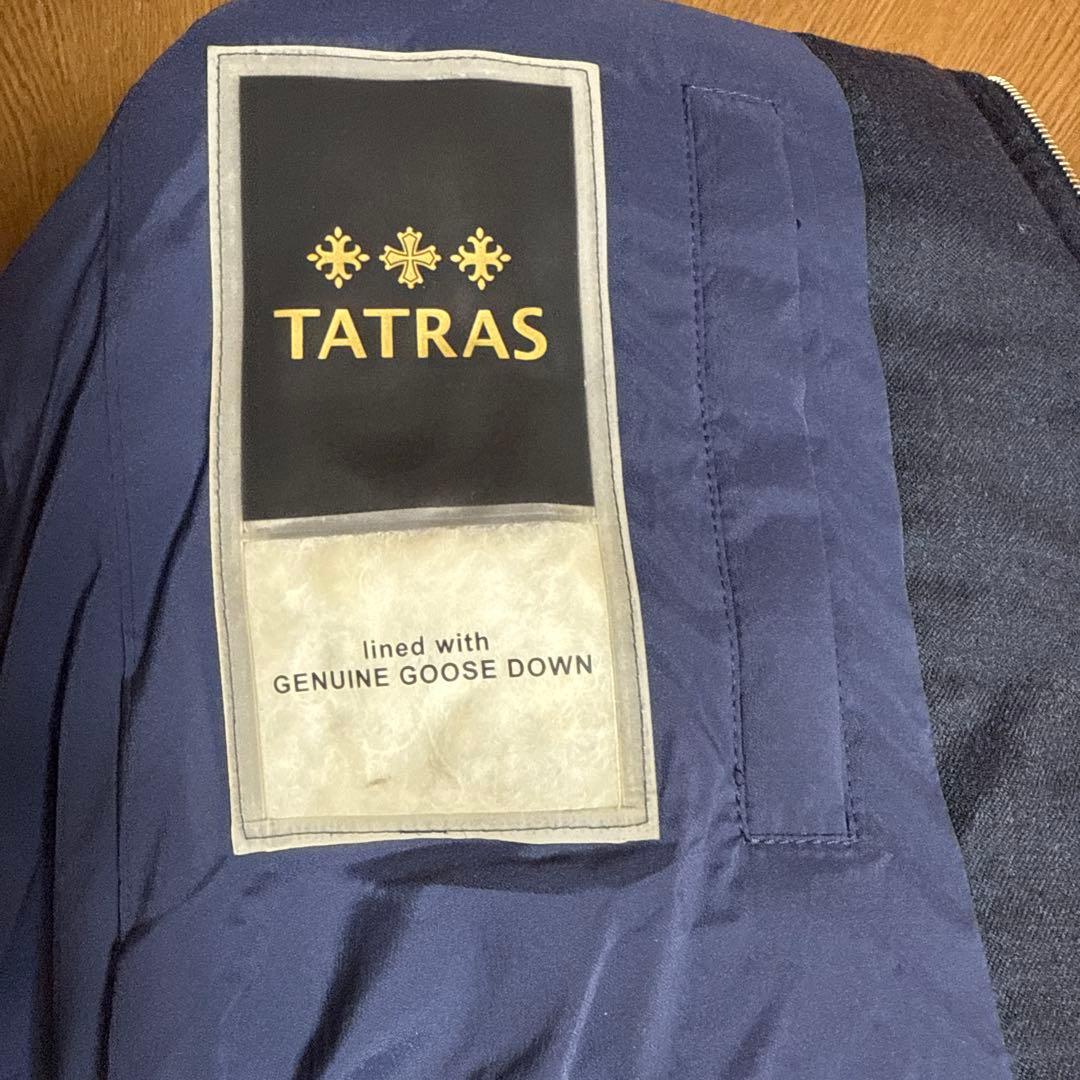 TATRAS
lined with
GENUINE GOOSE DOWN